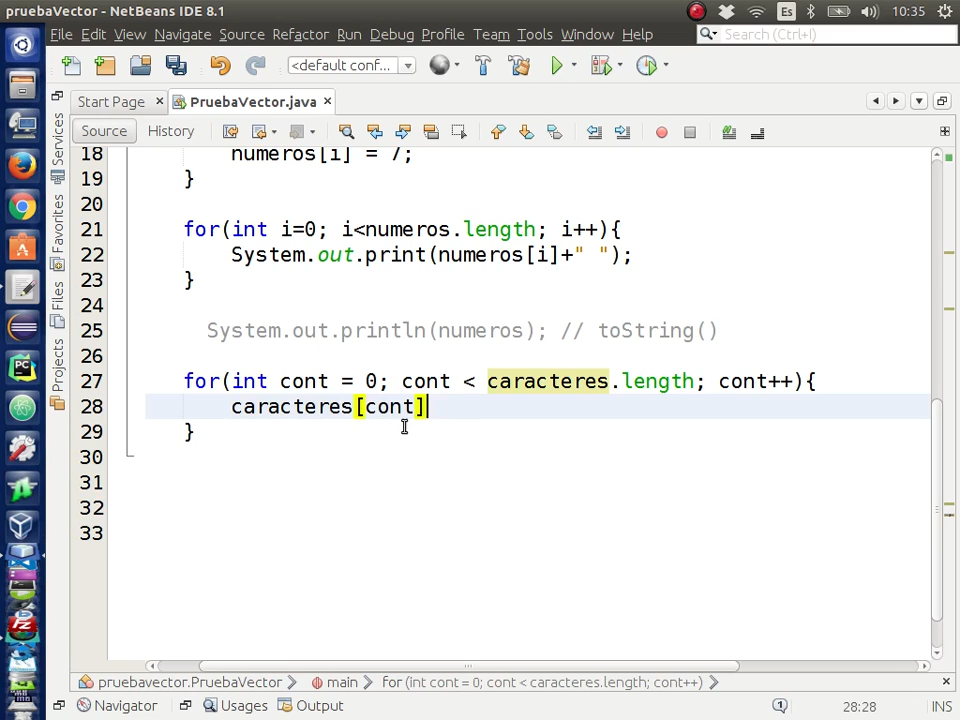 pruebaVector - NetBeans IDE 8.1
Es
10:35
File Edit View Navigate Source Refactor Run Debug Profile Team Tools Window Help
Search (Ctrl+I)
<default conf...
Start Page
PruebaVector.java
Source
History
Services
Favorites
Files
Projects
18 numeros[i] = 7;
19 }
20
21 for(int i=0; i<numeros.length; i++){
22 System.out.print(numeros[i]+" ");
23 }
24
25 System.out.println(numeros); // toString()
26
27 for(int cont = 0; cont < caracteres.length; cont++){
28 caracteres[cont]
29 }
30
31
32
33
pruebavector.PruebaVector
main
for (int cont = 0; cont < caracteres.length; cont++)
Navigator
Usages
Output
1
28:28
INS